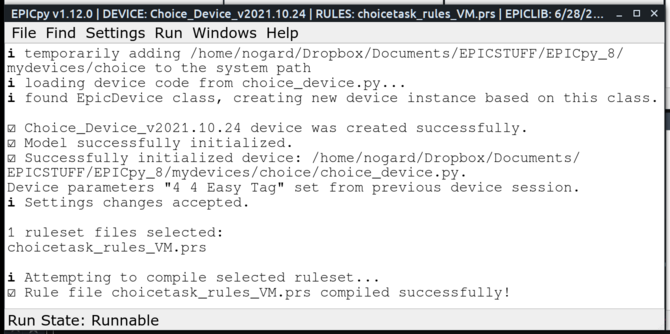 EPICpy v1.12.0 | DEVICE: Choice_Device_v2021.10.24 | RULES: choicetask_rules_VM.prs | EPICLIB: 6/28/2...
File Find Settings Run Windows Help
i temporarily adding /home/nogard/Dropbox/Documents/EPICSTUFF/EPICpy_8/
mydevices/choice to the system path
i loading device code from choice_device.py...
i found EpicDevice class, creating new device instance based on this class.
☑ Choice_Device_v2021.10.24 device was created successfully.
☑ Model successfully initialized.
☑ Successfully initialized device: /home/nogard/Dropbox/Documents/
EPICSTUFF/EPICpy_8/mydevices/choice/choice_device.py.
Device parameters "4 4 Easy Tag" set from previous device session.
i Settings changes accepted.
1 ruleset files selected:
choicetask_rules_VM.prs
i Attempting to compile selected ruleset...
☑ Rule file choicetask_rules_VM.prs compiled successfully!
Run State: Runnable